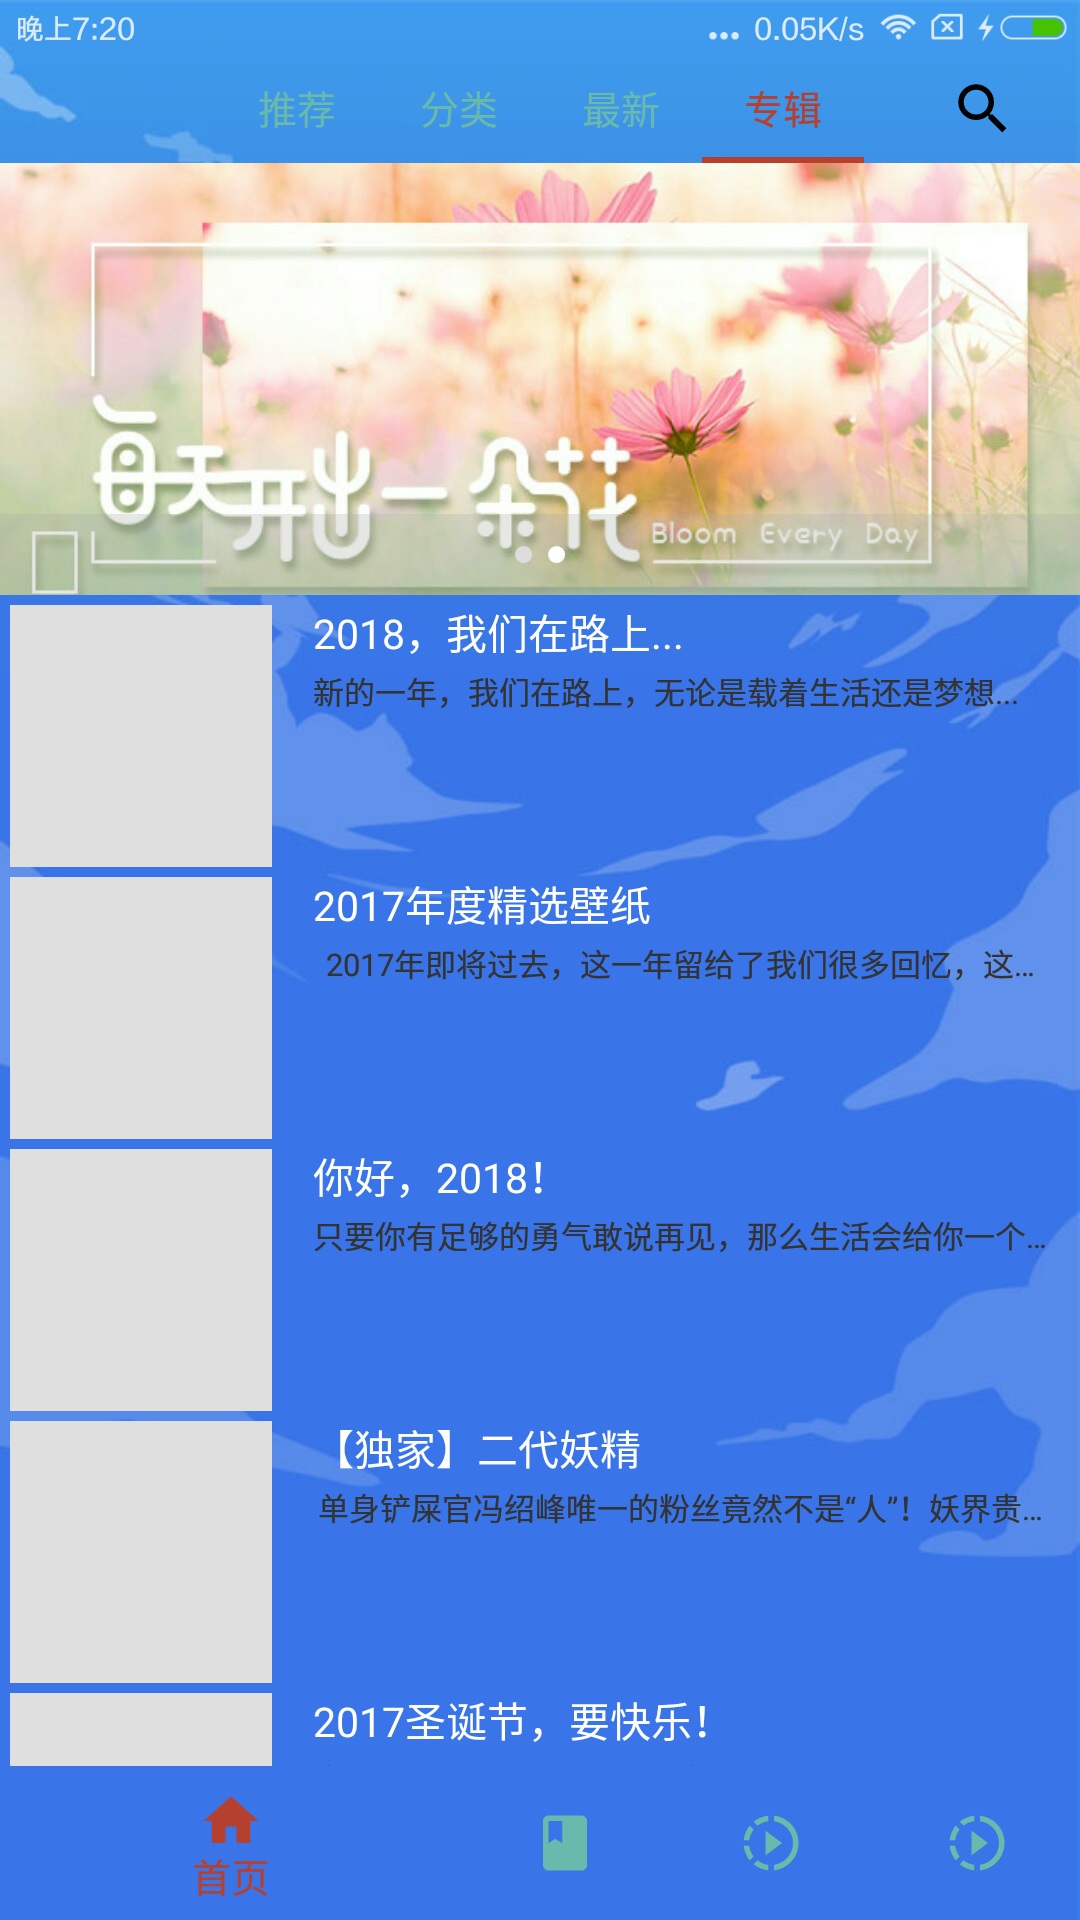 晚上7:20
... 0.05K/s
推荐 分类 最新 专辑
每天开出一朵花
Bloom Every Day
2018，我们在路上...
新的一年，我们在路上，无论是载着生活还是梦想...
2017年度精选壁纸
2017年即将过去，这一年留给了我们很多回忆，这...
你好，2018！
只要你有足够的勇气敢说再见，那么生活会给你一个...
【独家】二代妖精
单身铲屎官冯绍峰唯一的粉丝竟然不是“人”！妖界贵...
2017圣诞节，要快乐！
首页